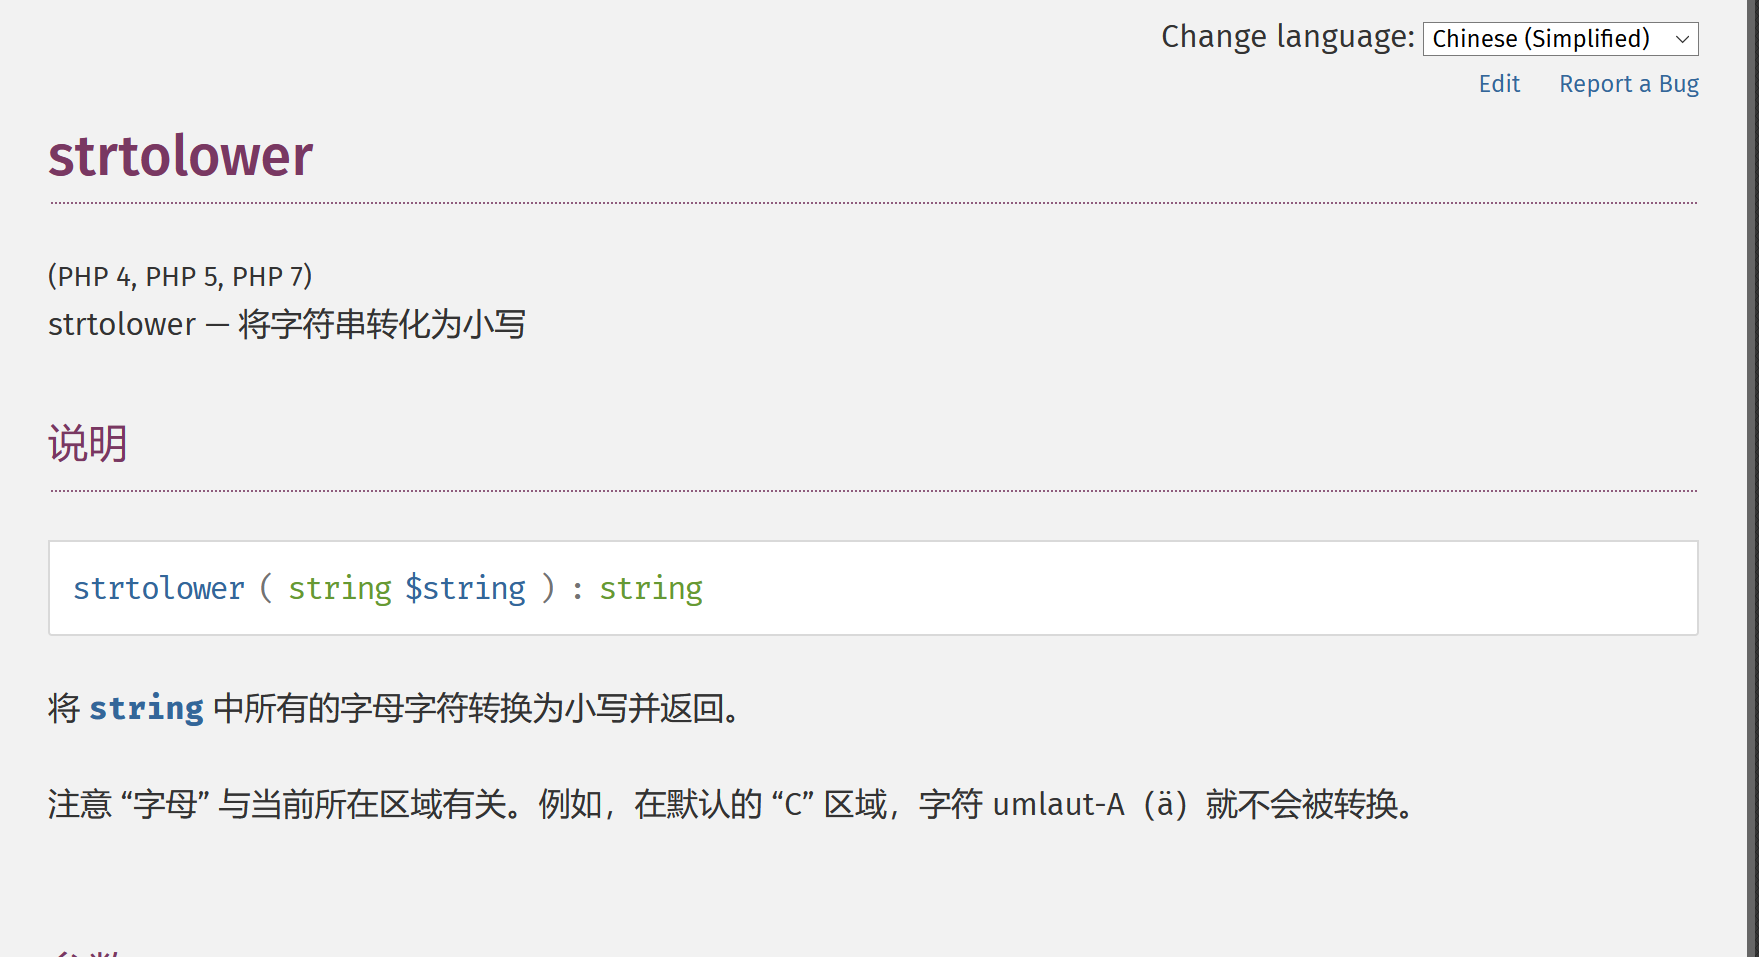 Change language: Chinese (Simplified)
Edit Report a Bug
strtolower
(PHP 4, PHP 5, PHP 7)
strtolower — 将字符串转化为小写
说明
strtolower ( string $string ) : string
将 string 中所有的字母字符转换为小写并返回。
注意 “字母” 与当前所在区域有关。例如，在默认的 “C” 区域，字符 umlaut-A（ä）就不会被转换。